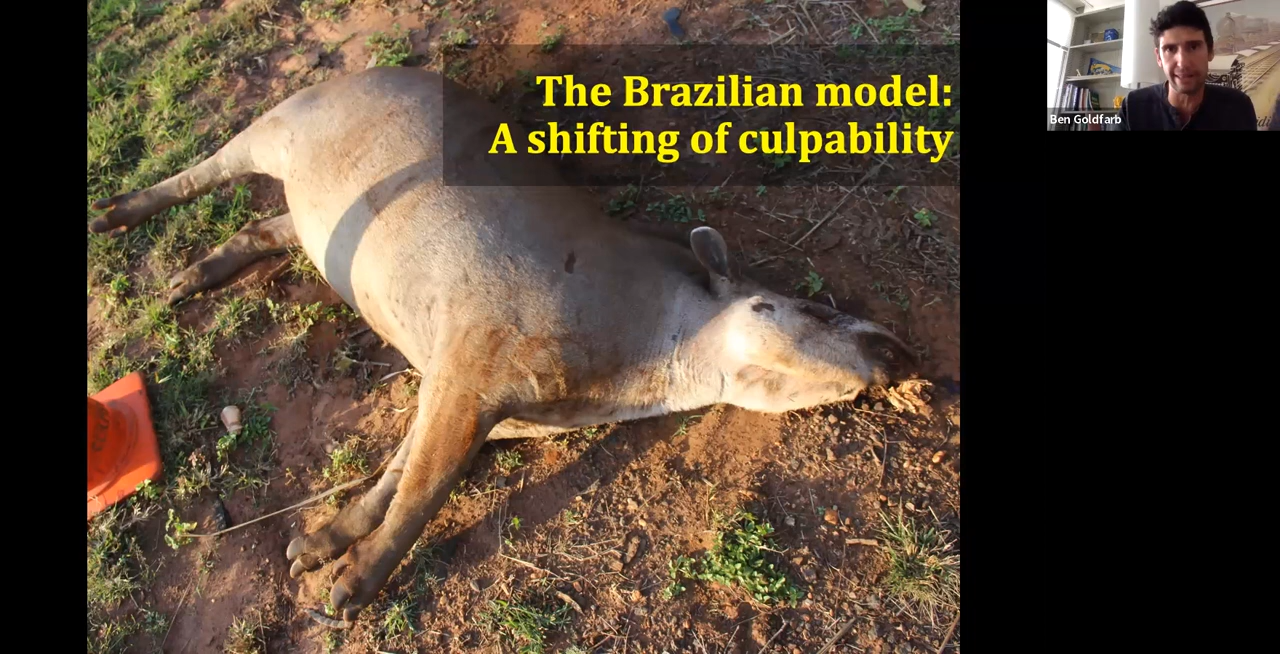 The Brazilian model:
A shifting of culpability
Ben Goldfarb